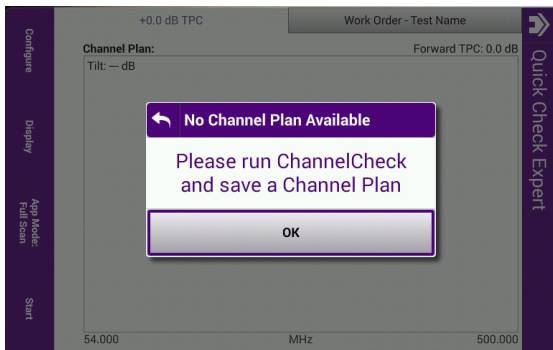 +0.0 dB TPC
Work Order - Test Name
Channel Plan:
Forward TPC: 0.0 dB
Tilt: -- dB
Configure
Display
App Mode:
Full Scan
Start
No Channel Plan Available
Please run ChannelCheck
and save a Channel Plan
OK
Quick Check Expert
54.000
MHz
500.000